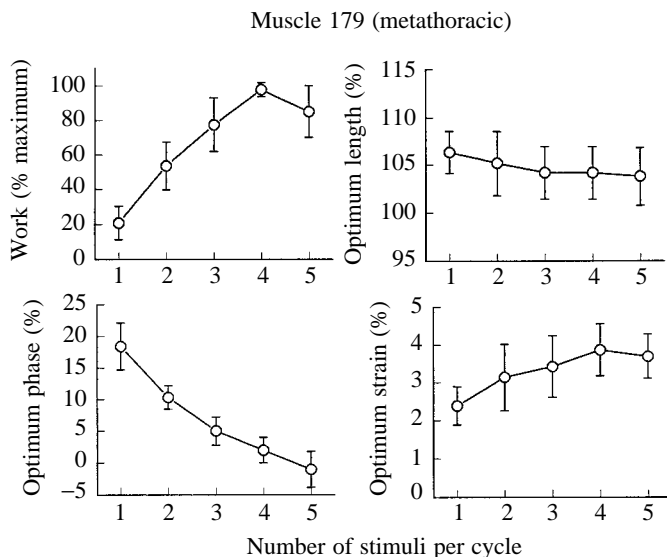 Muscle 179 (metathoracic)
Work (% maximum)
100
80
60
40
20
0
1 2 3 4 5
Optimum length (%)
115
110
105
100
95
1 2 3 4 5
Optimum phase (%)
25
20
15
10
5
0
−5
1 2 3 4 5
Optimum strain (%)
5
4
3
2
1
0
1 2 3 4 5
Number of stimuli per cycle